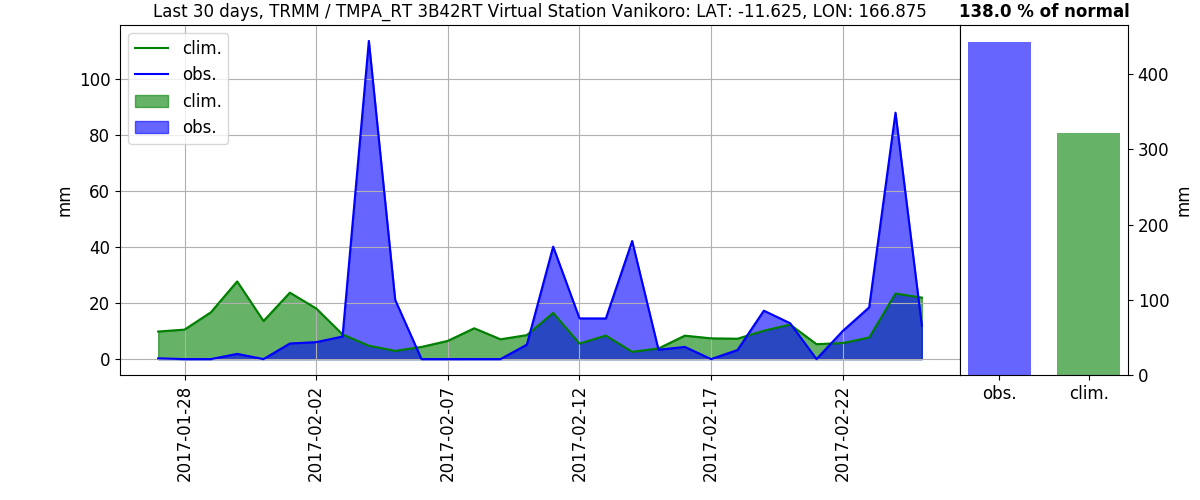 Last 30 days, TRMM / TMPA_RT 3B42RT Virtual Station Vanikoro: LAT: -11.625, LON: 166.875
138.0 % of normal
clim.
obs.
clim.
obs.
100
80
60
40
20
0
mm
2017-01-28
2017-02-02
2017-02-07
2017-02-12
2017-02-17
2017-02-22
400
300
200
100
0
mm
obs.
clim.